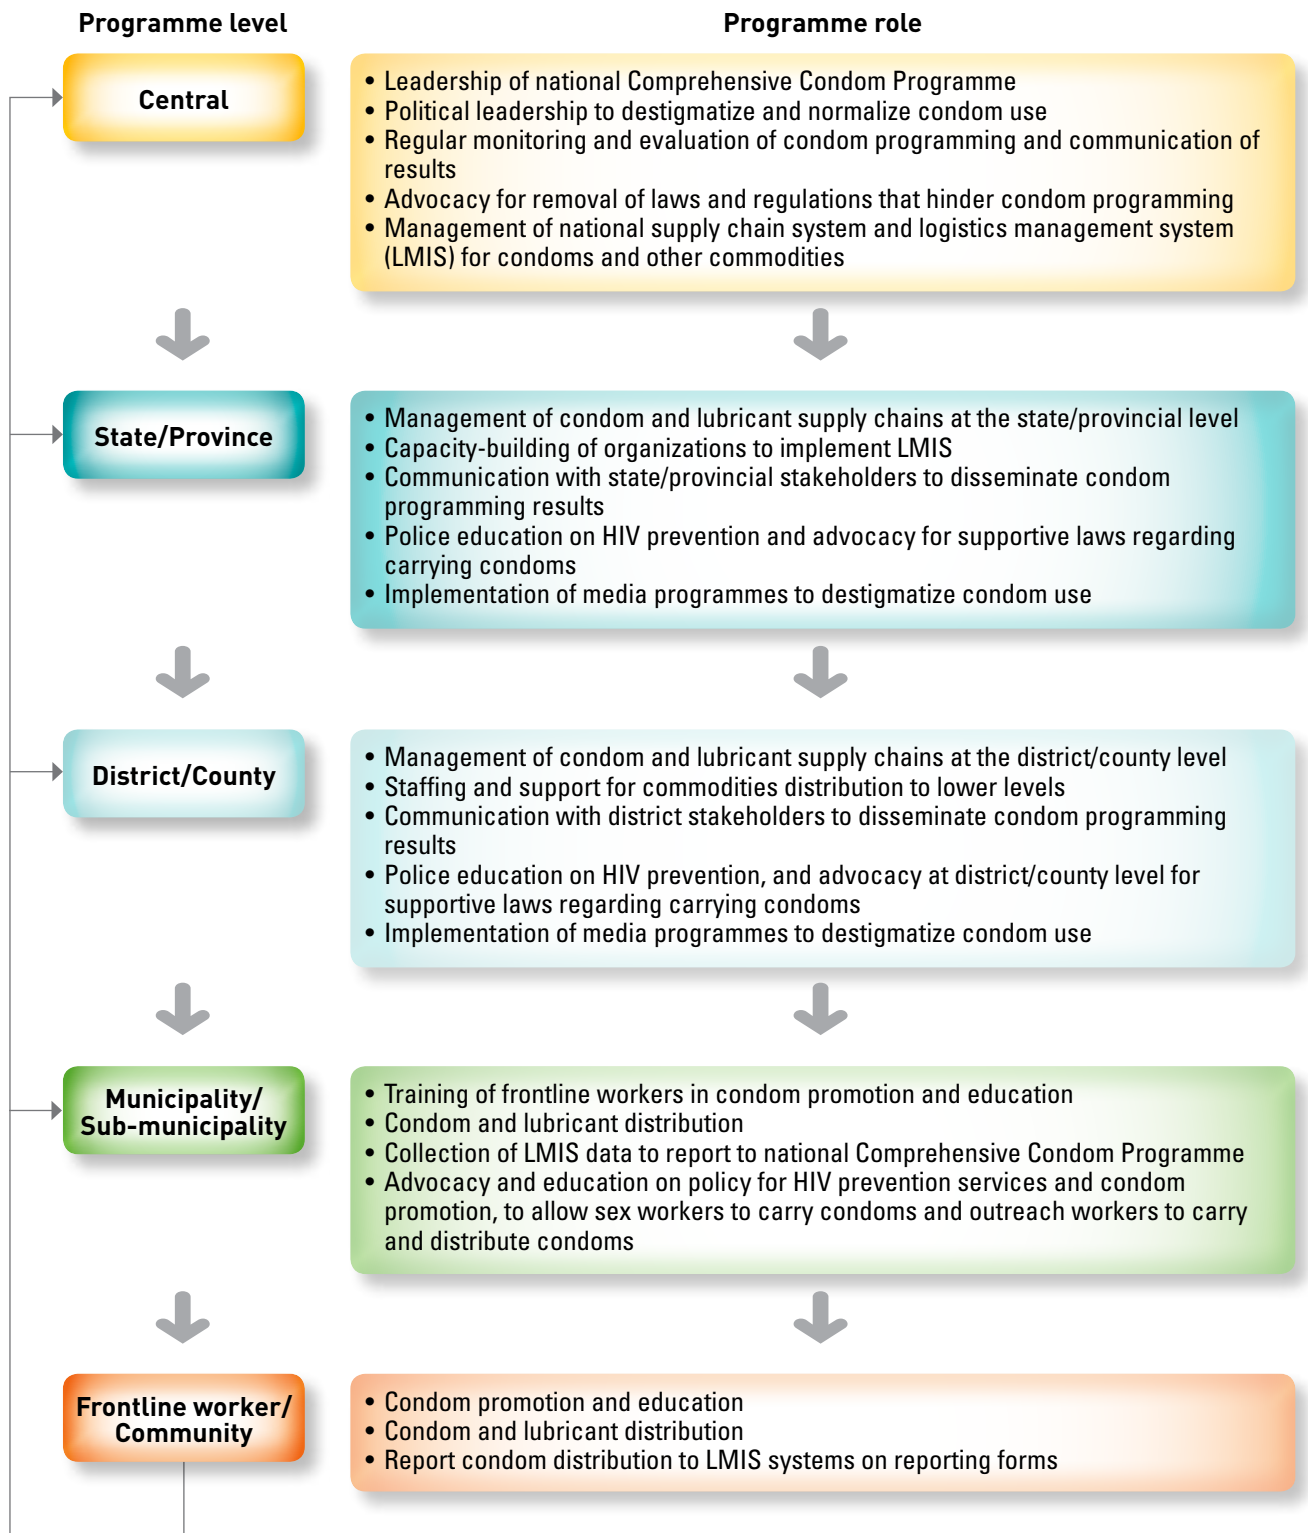 Programme level
Programme role
Central
• Leadership of national Comprehensive Condom Programme
• Political leadership to destigmatize and normalize condom use
• Regular monitoring and evaluation of condom programming and communication of
results
• Advocacy for removal of laws and regulations that hinder condom programming
• Management of national supply chain system and logistics management system
(LMIS) for condoms and other commodities
State/Province
• Management of condom and lubricant supply chains at the state/provincial level
• Capacity-building of organizations to implement LMIS
• Communication with state/provincial stakeholders to disseminate condom
programming results
• Police education on HIV prevention and advocacy for supportive laws regarding
carrying condoms
• Implementation of media programmes to destigmatize condom use
District/County
• Management of condom and lubricant supply chains at the district/county level
• Staffing and support for commodities distribution to lower levels
• Communication with district stakeholders to disseminate condom programming
results
• Police education on HIV prevention, and advocacy at district/county level for
supportive laws regarding carrying condoms
• Implementation of media programmes to destigmatize condom use
Municipality/
Sub-municipality
• Training of frontline workers in condom promotion and education
• Condom and lubricant distribution
• Collection of LMIS data to report to national Comprehensive Condom Programme
• Advocacy and education on policy for HIV prevention services and condom
promotion, to allow sex workers to carry condoms and outreach workers to carry
and distribute condoms
Frontline worker/
Community
• Condom promotion and education
• Condom and lubricant distribution
• Report condom distribution to LMIS systems on reporting forms